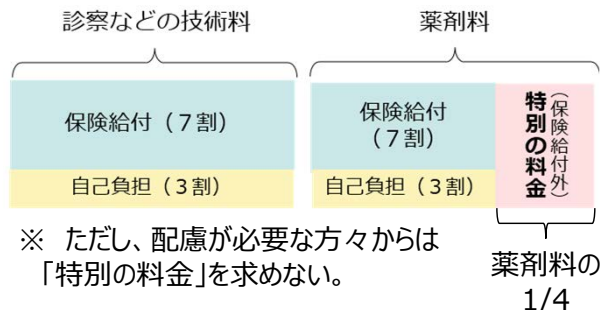 診察などの技術料
薬剤料
保険給付（７割）
自己負担（３割）
保険給付
（７割）
自己負担（３割）
特別の料金
（保険給付外）
※　ただし、配慮が必要な方々からは
「特別の料金」を求めない。
薬剤料の
1/4